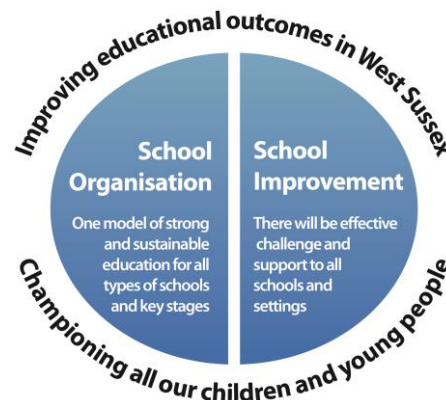 Improving educational outcomes in West Sussex
School
Organisation
One model of strong
and sustainable
education for all
types of schools
and key stages
School
Improvement
There will be effective
challenge and
support to all
schools and
settings
Championing all our children and young people